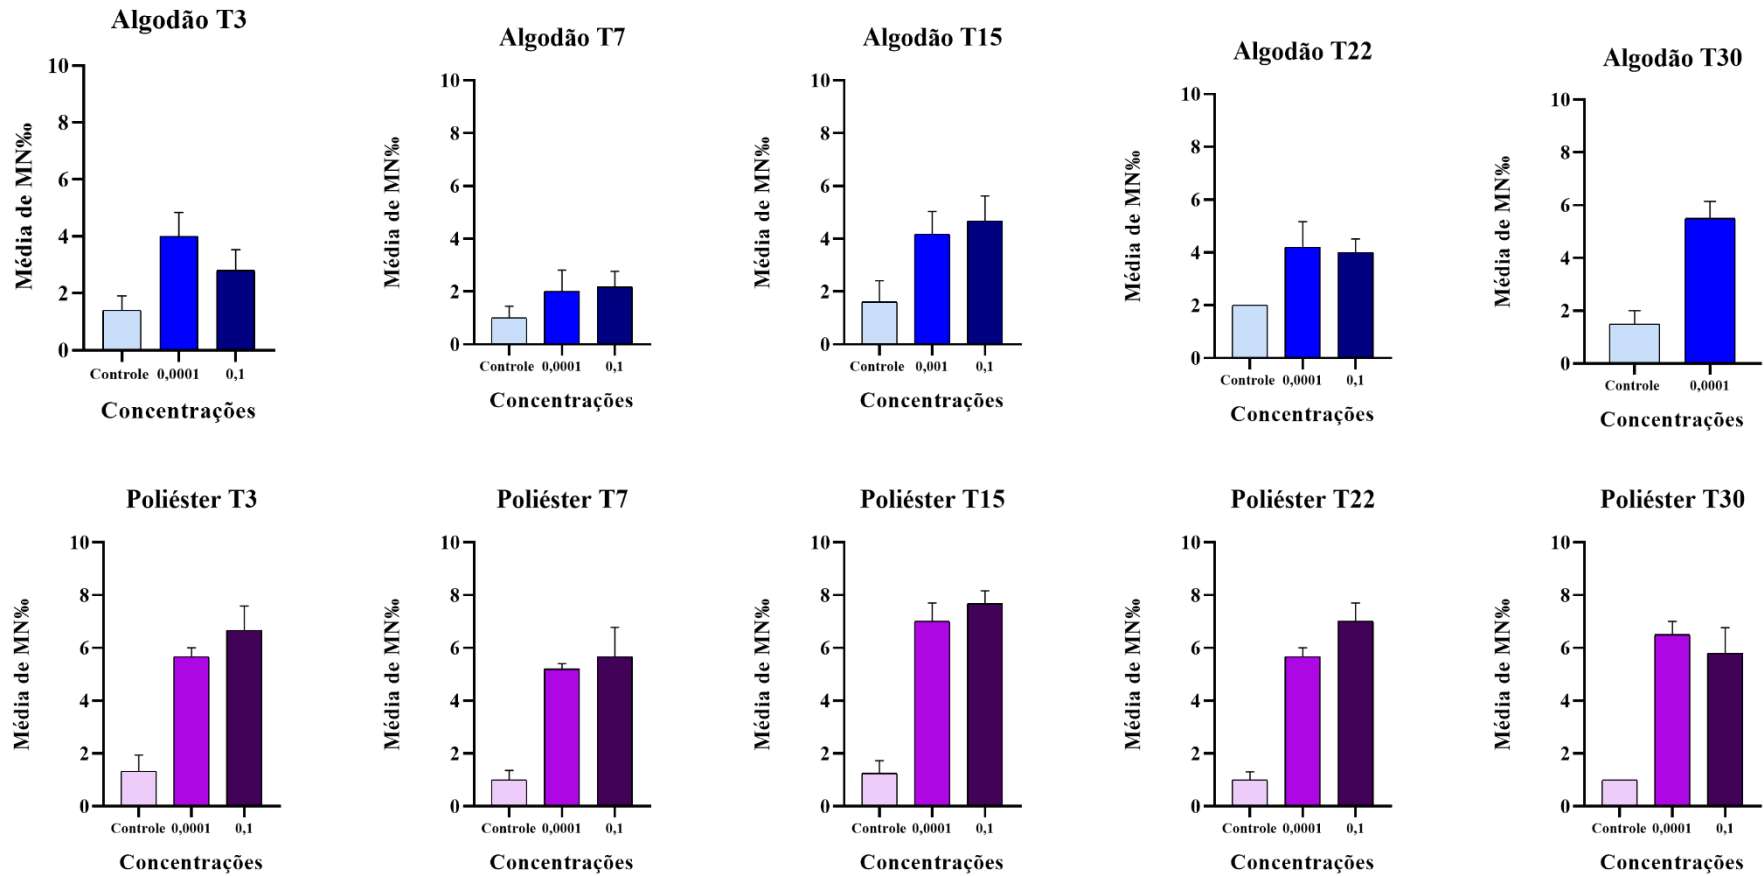 Algodão T3
Média de MN‰
10
8
6
4
2
0
Controle 0,0001 0,1
Concentrações
Algodão T7
Média de MN‰
10
8
6
4
2
0
Controle 0,0001 0,1
Concentrações
Algodão T15
Média de MN‰
10
8
6
4
2
0
Controle 0,001 0,1
Concentrações
Algodão T22
Média de MN‰
10
8
6
4
2
0
Controle 0,0001 0,1
Concentrações
Algodão T30
Média de MN‰
10
8
6
4
2
0
Controle 0,0001
Concentrações
Poliéster T3
Média de MN‰
10
8
6
4
2
0
Controle 0,0001 0,1
Concentrações
Poliéster T7
Média de MN‰
10
8
6
4
2
0
Controle 0,0001 0,1
Concentrações
Poliéster T15
Média de MN‰
10
8
6
4
2
0
Controle 0,0001 0,1
Concentrações
Poliéster T22
Média de MN‰
10
8
6
4
2
0
Controle 0,0001 0,1
Concentrações
Poliéster T30
Média de MN‰
10
8
6
4
2
0
Controle 0,0001 0,1
Concentrações